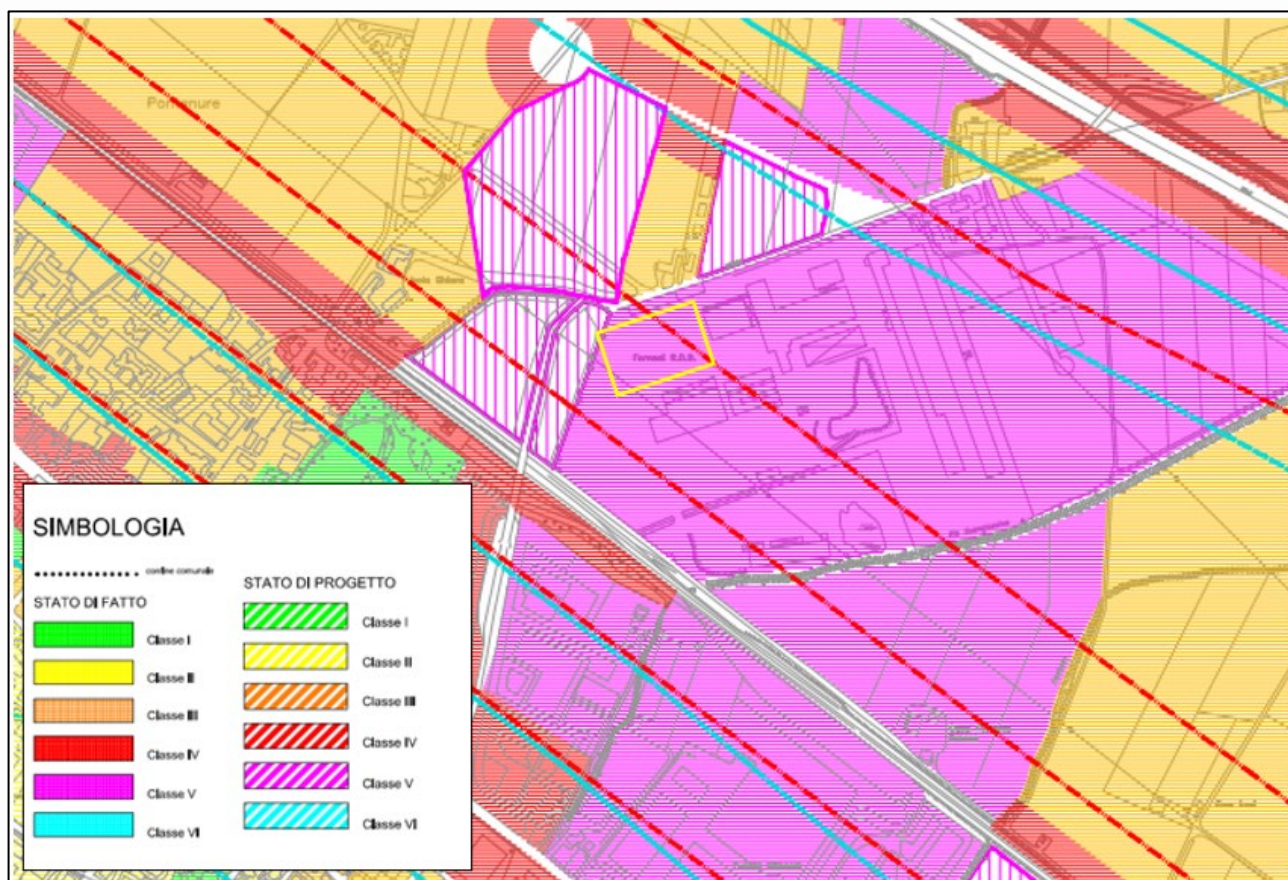 Pontenure
SIMBOLOGIA
confine comunale
STATO DI FATTO
Classe I
Classe II
Classe III
Classe IV
Classe V
Classe VI
STATO DI PROGETTO
Classe I
Classe II
Classe III
Classe IV
Classe V
Classe VI